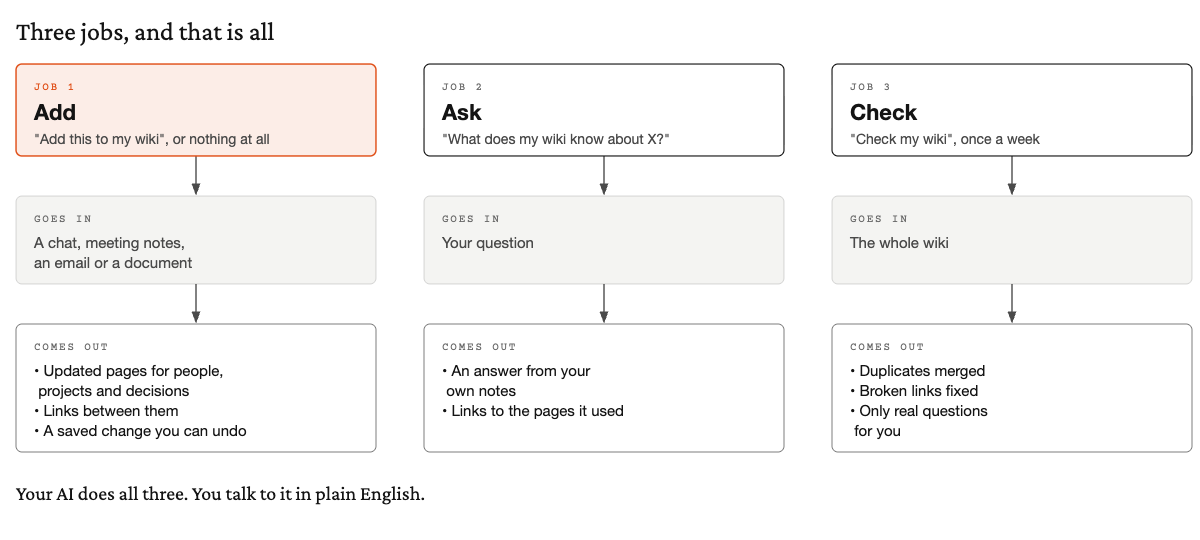 Three jobs, and that is all
JOB 1
Add
"Add this to my wiki", or nothing at all
GOES IN
A chat, meeting notes,
an email or a document
COMES OUT
• Updated pages for people,
projects and decisions
• Links between them
• A saved change you can undo
JOB 2
Ask
"What does my wiki know about X?"
GOES IN
Your question
COMES OUT
• An answer from your
own notes
• Links to the pages it used
JOB 3
Check
"Check my wiki", once a week
GOES IN
The whole wiki
COMES OUT
• Duplicates merged
• Broken links fixed
• Only real questions
for you
Your AI does all three. You talk to it in plain English.